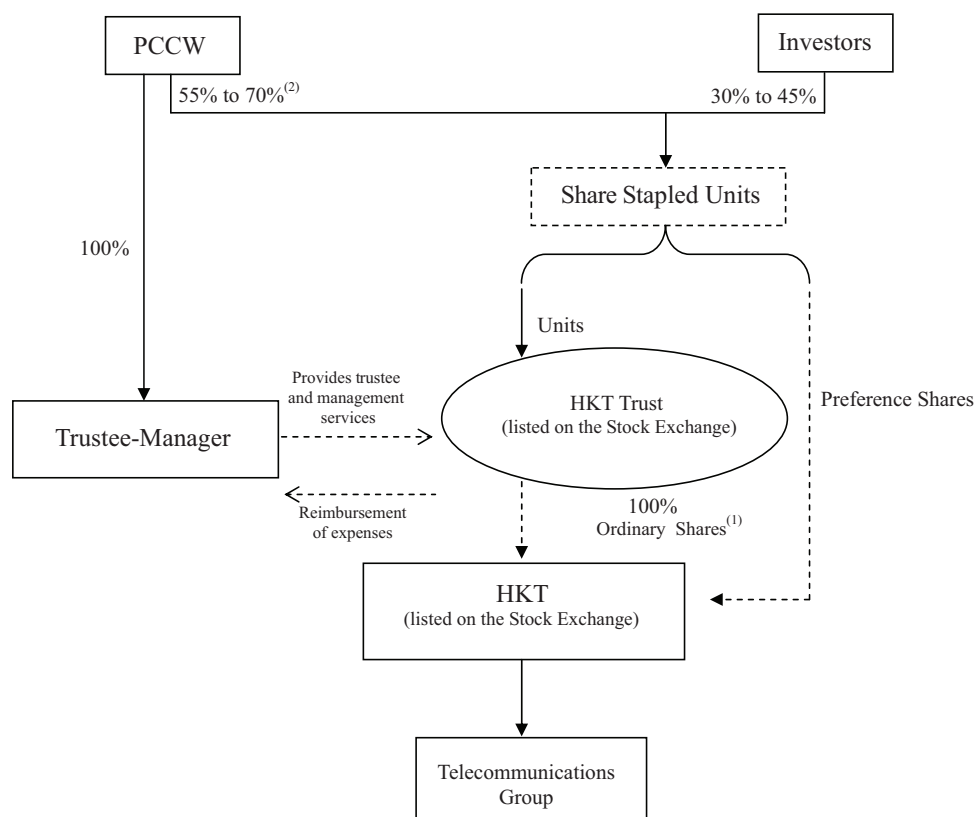 PCCW
Investors
55% to 70%(2)
30% to 45%
Share Stapled Units
100%
Units
Provides trustee
and management
services
HKT Trust
(listed on the Stock Exchange)
Preference Shares
Trustee-Manager
Reimbursement
of expenses
100%
Ordinary Shares(1)
HKT
(listed on the Stock Exchange)
Telecommunications
Group